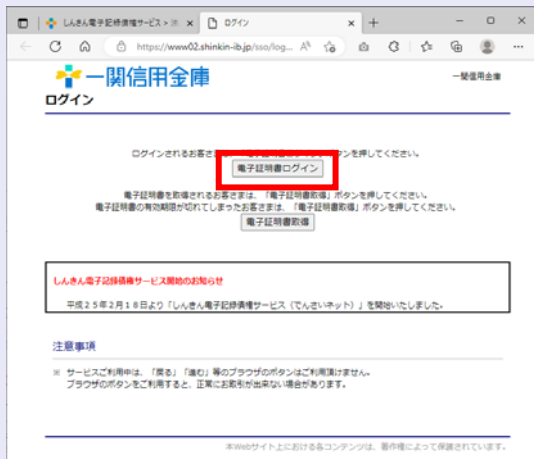 しんきん電子記録債権サービス > ログイン
https://www02.shinkin-ib.jp/sso/log...
一関信用金庫
一関信用金庫
ログイン
ログインされるお客さまは、
ボタンを押してください。
電子証明書ログイン
電子証明書を取得されるお客さまは、「電子証明書取得」ボタンを押してください。
電子証明書の有効期限が切れてしまったお客さまは、「電子証明書取得」ボタンを押してください。
電子証明書取得
しんきん電子記録債権サービス開始のお知らせ
平成25年2月18日より「しんきん電子記録債権サービス（でんさいネット）」を開始いたしました。
注意事項
※ サービスご利用中は、「戻る」「進む」等のブラウザのボタンはご利用頂けません。
ブラウザのボタンをご利用すると、正常にお取引が出来ない場合があります。
本Webサイト上における各コンテンツは、著作権によって保護されています。